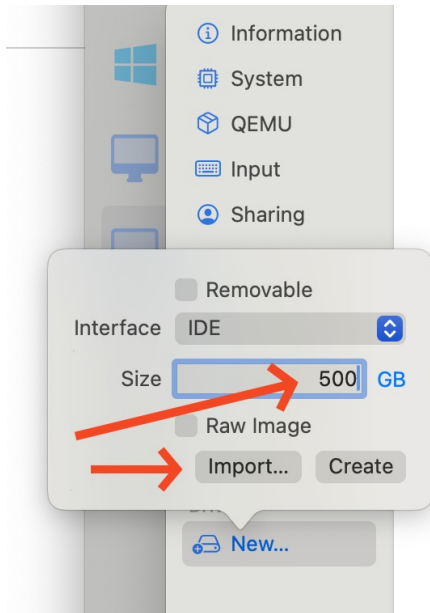 Information
System
QEMU
Input
Sharing
Removable
Interface IDE
Size 500 GB
Raw Image
Import... Create
New...